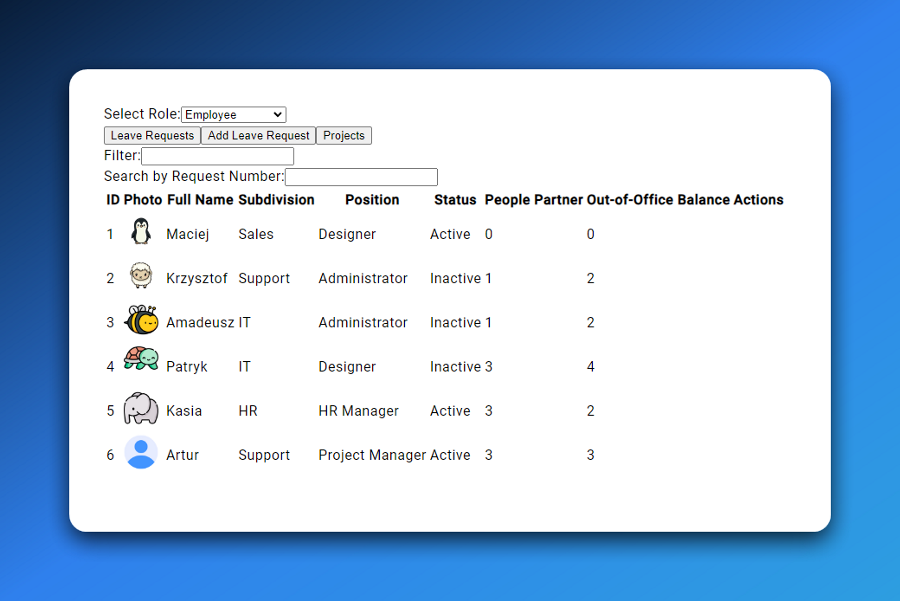 Select Role: Employee
Leave Requests Add Leave Request Projects
Filter:
Search by Request Number:
ID Photo Full Name Subdivision Position Status People Partner Out-of-Office Balance Actions
1 Maciej Sales Designer Active 0 0
2 Krzysztof Support Administrator Inactive 1 2
3 Amadeusz IT Administrator Inactive 1 2
4 Patryk IT Designer Inactive 3 4
5 Kasia HR HR Manager Active 3 2
6 Artur Support Project Manager Active 3 3